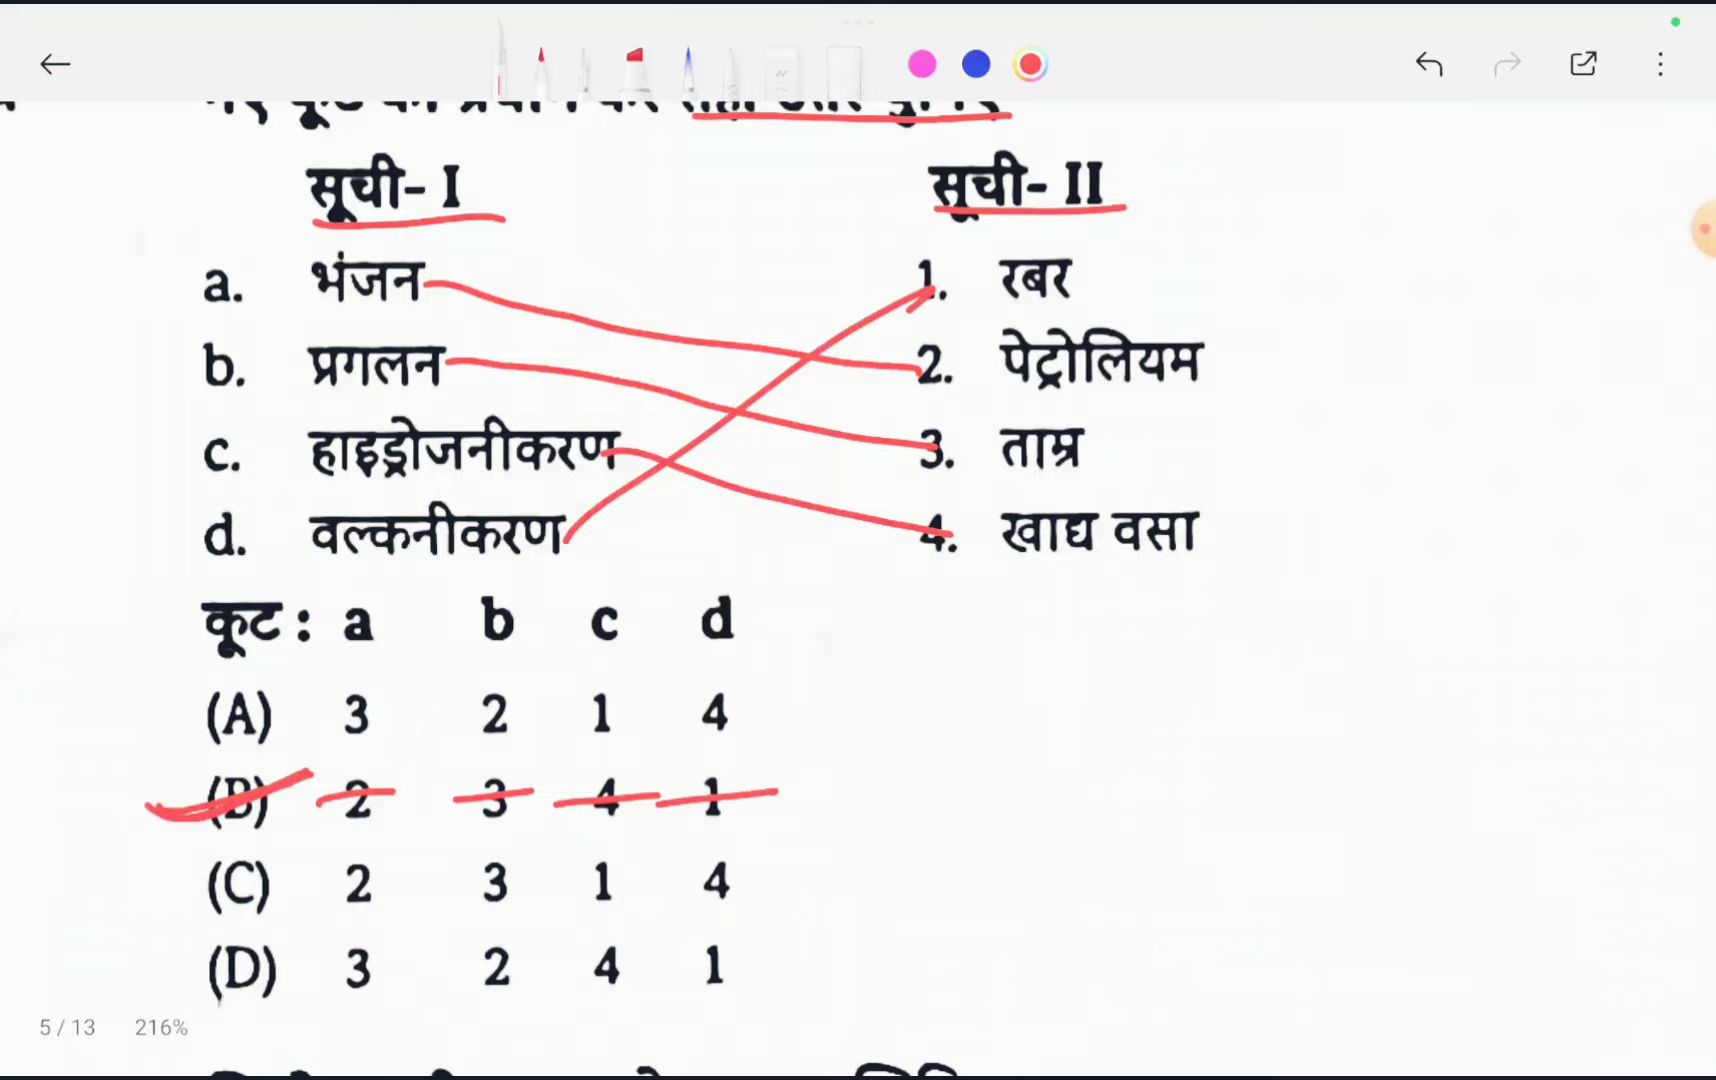 सूची- I सूची- II
a. भंजन 1. रबर
b. प्रगलन 2. पेट्रोलियम
c. हाइड्रोजनीकरण 3. ताम्र
d. वल्कनीकरण 4. खाद्य वसा
कूट : a b c d
(A) 3 2 1 4
(B) 2 3 4 1
(C) 2 3 1 4
(D) 3 2 4 1
5 / 13 216%